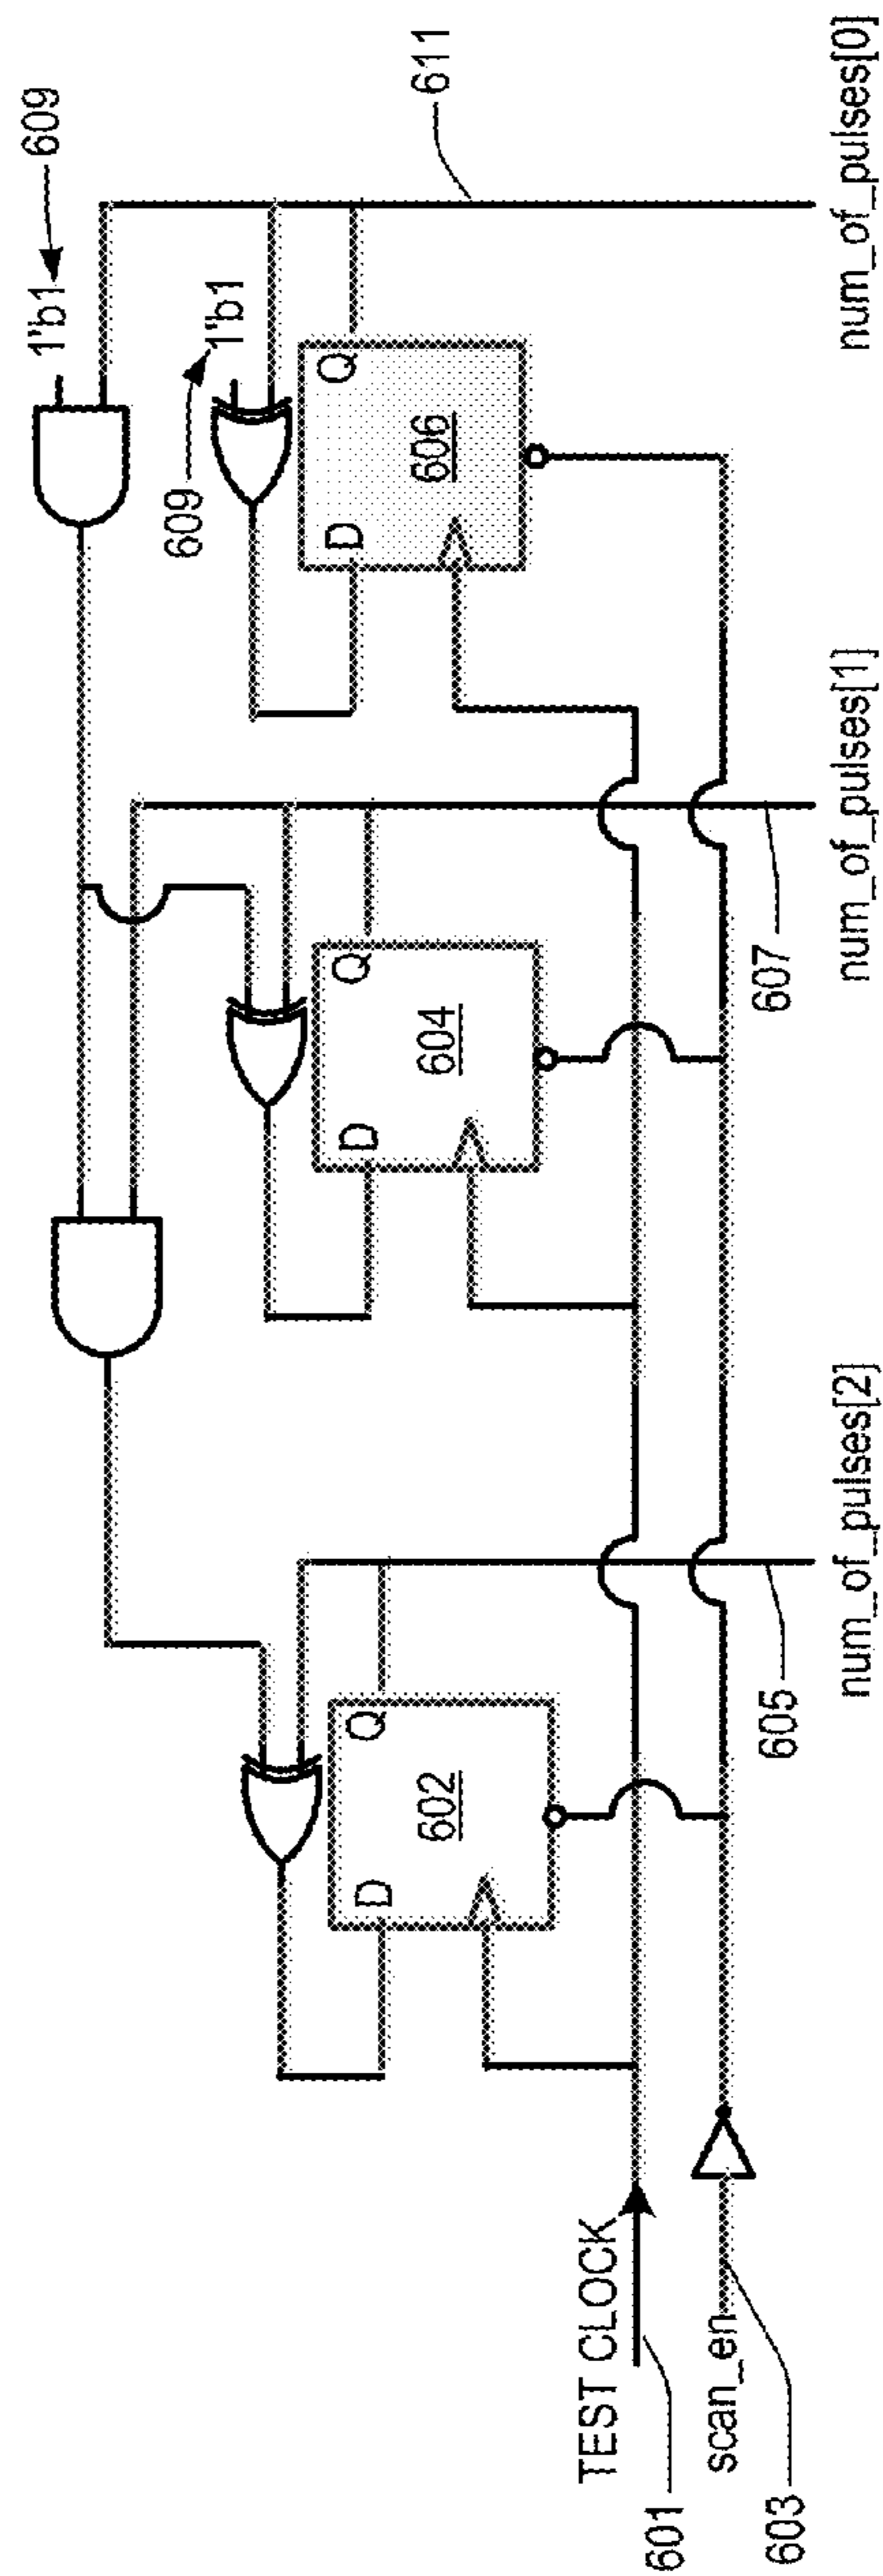 1'b1
609
609
1'b1
611
D
Q
602
D
Q
604
D
Q
606
TEST CLOCK
601
scan_en
603
605
607
num_of_pulses[2]
num_of_pulses[1]
num_of_pulses[0]